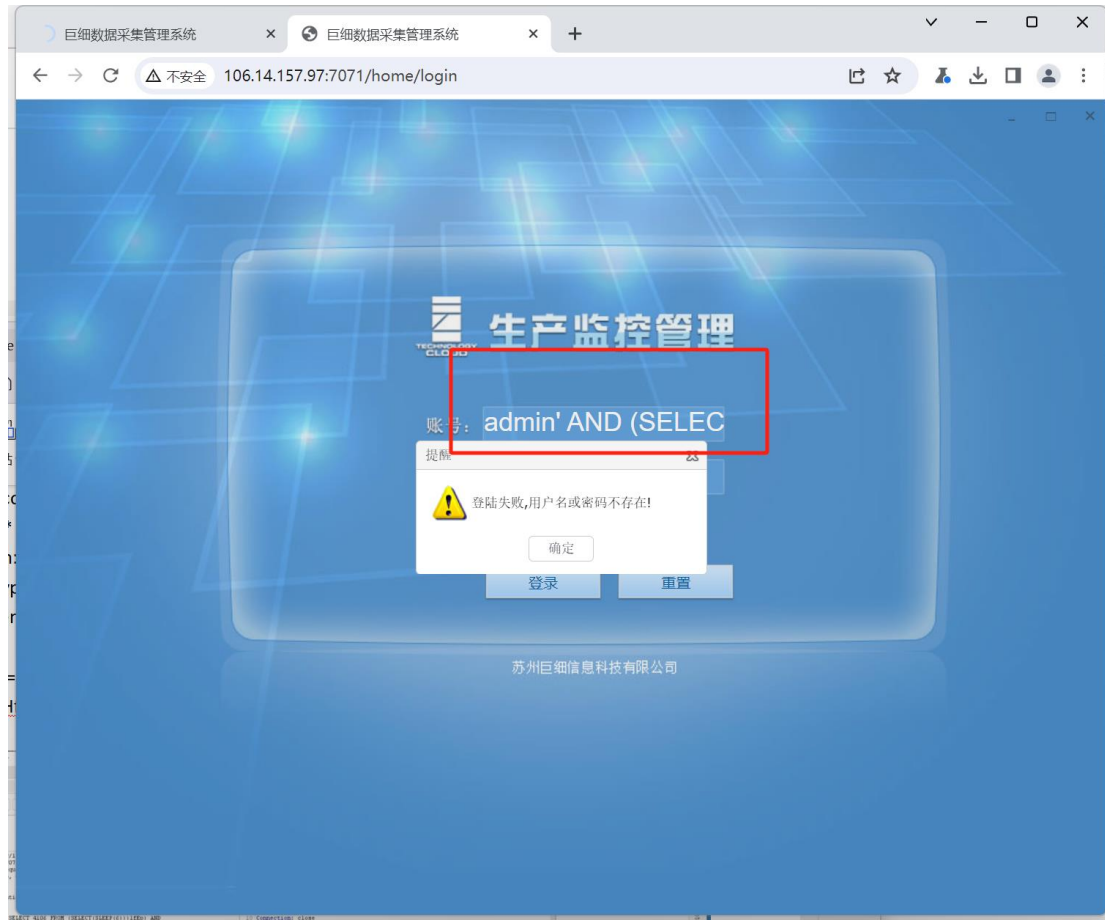 巨细数据采集管理系统
巨细数据采集管理系统
不安全 106.14.157.97:7071/home/login
TECHNOLOGY
CLOUD
生产监控管理
账号: admin' AND (SELEC
提醒
登陆失败,用户名或密码不存在!
确定
登录 重置
苏州巨细信息科技有限公司